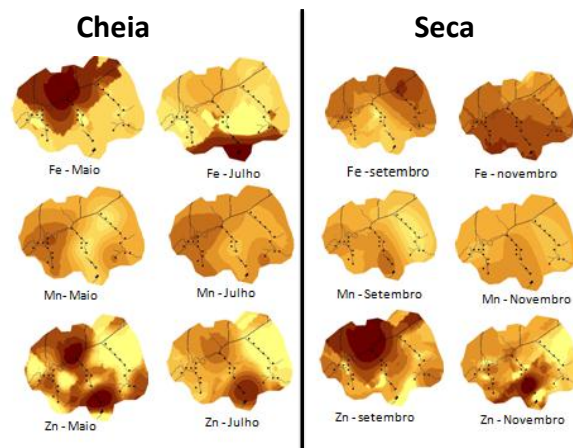 Cheia Seca
Fe - Maio Fe - Julho Fe -setembro Fe - novembro
Mn- Maio Mn - Julho Mn - Setembro Mn - Novembro
Zn - Maio Zn - Julho Zn - setembro Zn - Novembro